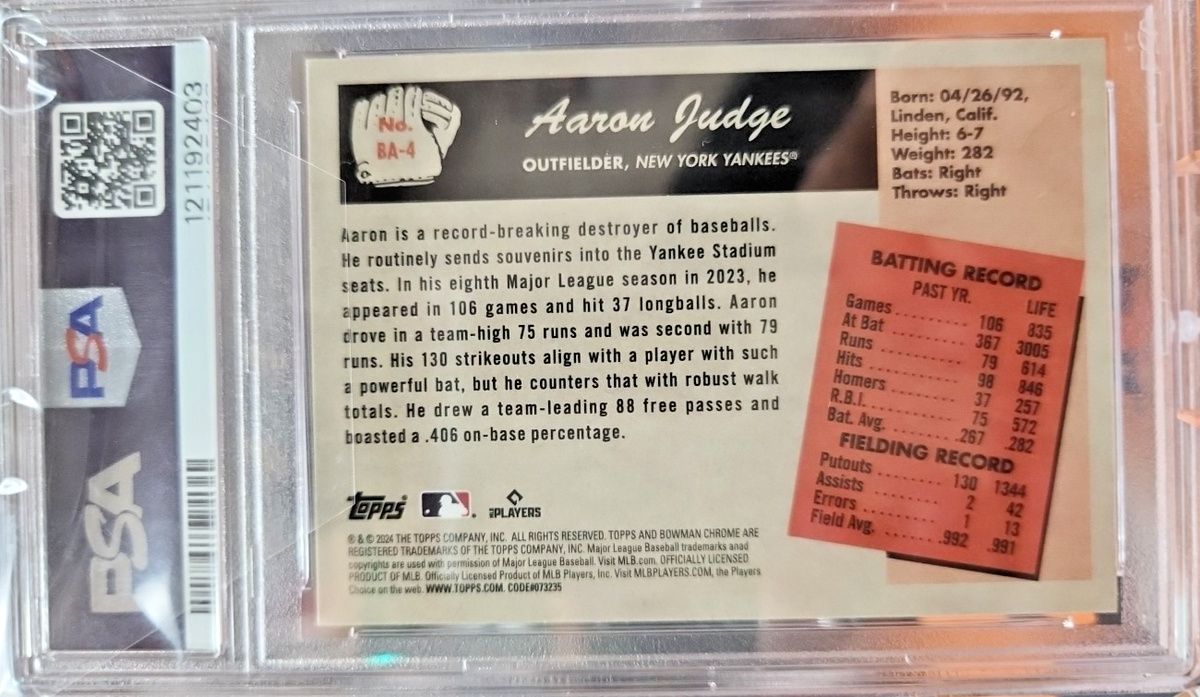 121192403
PSA
PSA
No.
BA-4
Aaron Judge
OUTFIELDER, NEW YORK YANKEES®
Born: 04/26/92,
Linden, Calif.
Height: 6-7
Weight: 282
Bats: Right
Throws: Right
Aaron is a record-breaking destroyer of baseballs.
He routinely sends souvenirs into the Yankee Stadium
seats. In his eighth Major League season in 2023, he
appeared in 106 games and hit 37 longballs. Aaron
drove in a team-high 75 runs and was second with 79
runs. His 130 strikeouts align with a player with such
a powerful bat, but he counters that with robust walk
totals. He drew a team-leading 88 free passes and
boasted a .406 on-base percentage.
BATTING RECORD
PAST YR. LIFE
Games 106 835
At Bat 367 3005
Runs 79 614
Hits 98 846
Homers 37 257
R.B.I. 75 572
Bat. Avg. .267 .282
FIELDING RECORD
Putouts 130 1344
Assists 2 42
Errors 1 13
Field Avg. .992 .991
Topps
PLAYERS
® & © 2024 THE TOPPS COMPANY, INC. ALL RIGHTS RESERVED. TOPPS AND BOWMAN CHROME ARE
REGISTERED TRADEMARKS OF THE TOPPS COMPANY, INC. Major League Baseball trademarks anad
copyrights are used with permission of Major League Baseball. Visit MLB.com. OFFICIALLY LICENSED
PRODUCT OF MLB. Officially Licensed Product of MLB Players, Inc. Visit MLBPLAYERS.COM, the Players
Choice on the web. WWW.TOPPS.COM. CODE#073235